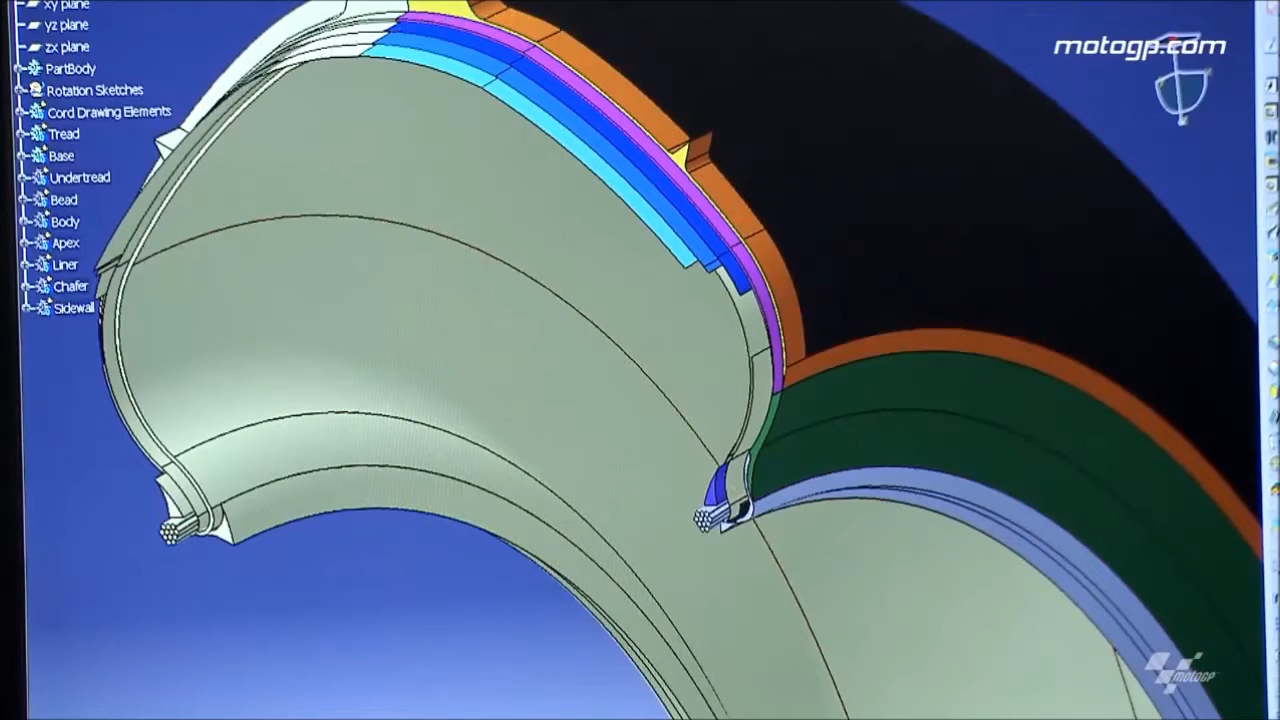 xy plane
yz plane
zx plane
PartBody
Rotation Sketches
Cord Drawing Elements
Tread
Base
Undertread
Bead
Body
Apex
Liner
Chafer
Sidewall
motogp.com
motoGP